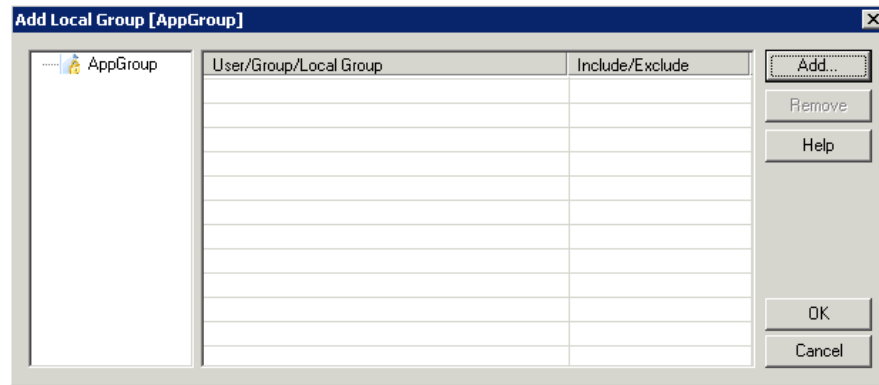 Add Local Group [AppGroup]
AppGroup
User/Group/Local Group Include/Exclude
Add...
Remove
Help
OK
Cancel